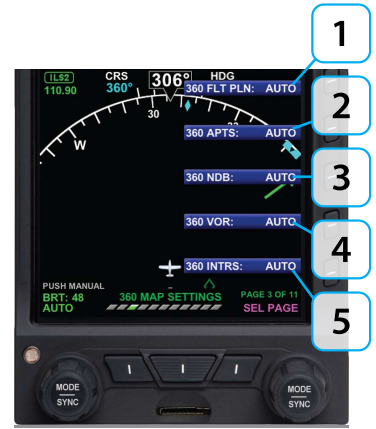 1
ILS2
110.90
CRS
360°
306°
HDG
360 FLT PLN: AUTO
30
33
W
2
360 APTS: AUTO
3
360 NDB: AUTO
4
360 VOR: AUTO
5
360 INTRS: AUTO
PUSH MANUAL
BRT: 48
AUTO
360 MAP SETTINGS
PAGE 3 OF 11
SEL PAGE
MODE
SYNC
MODE
SYNC